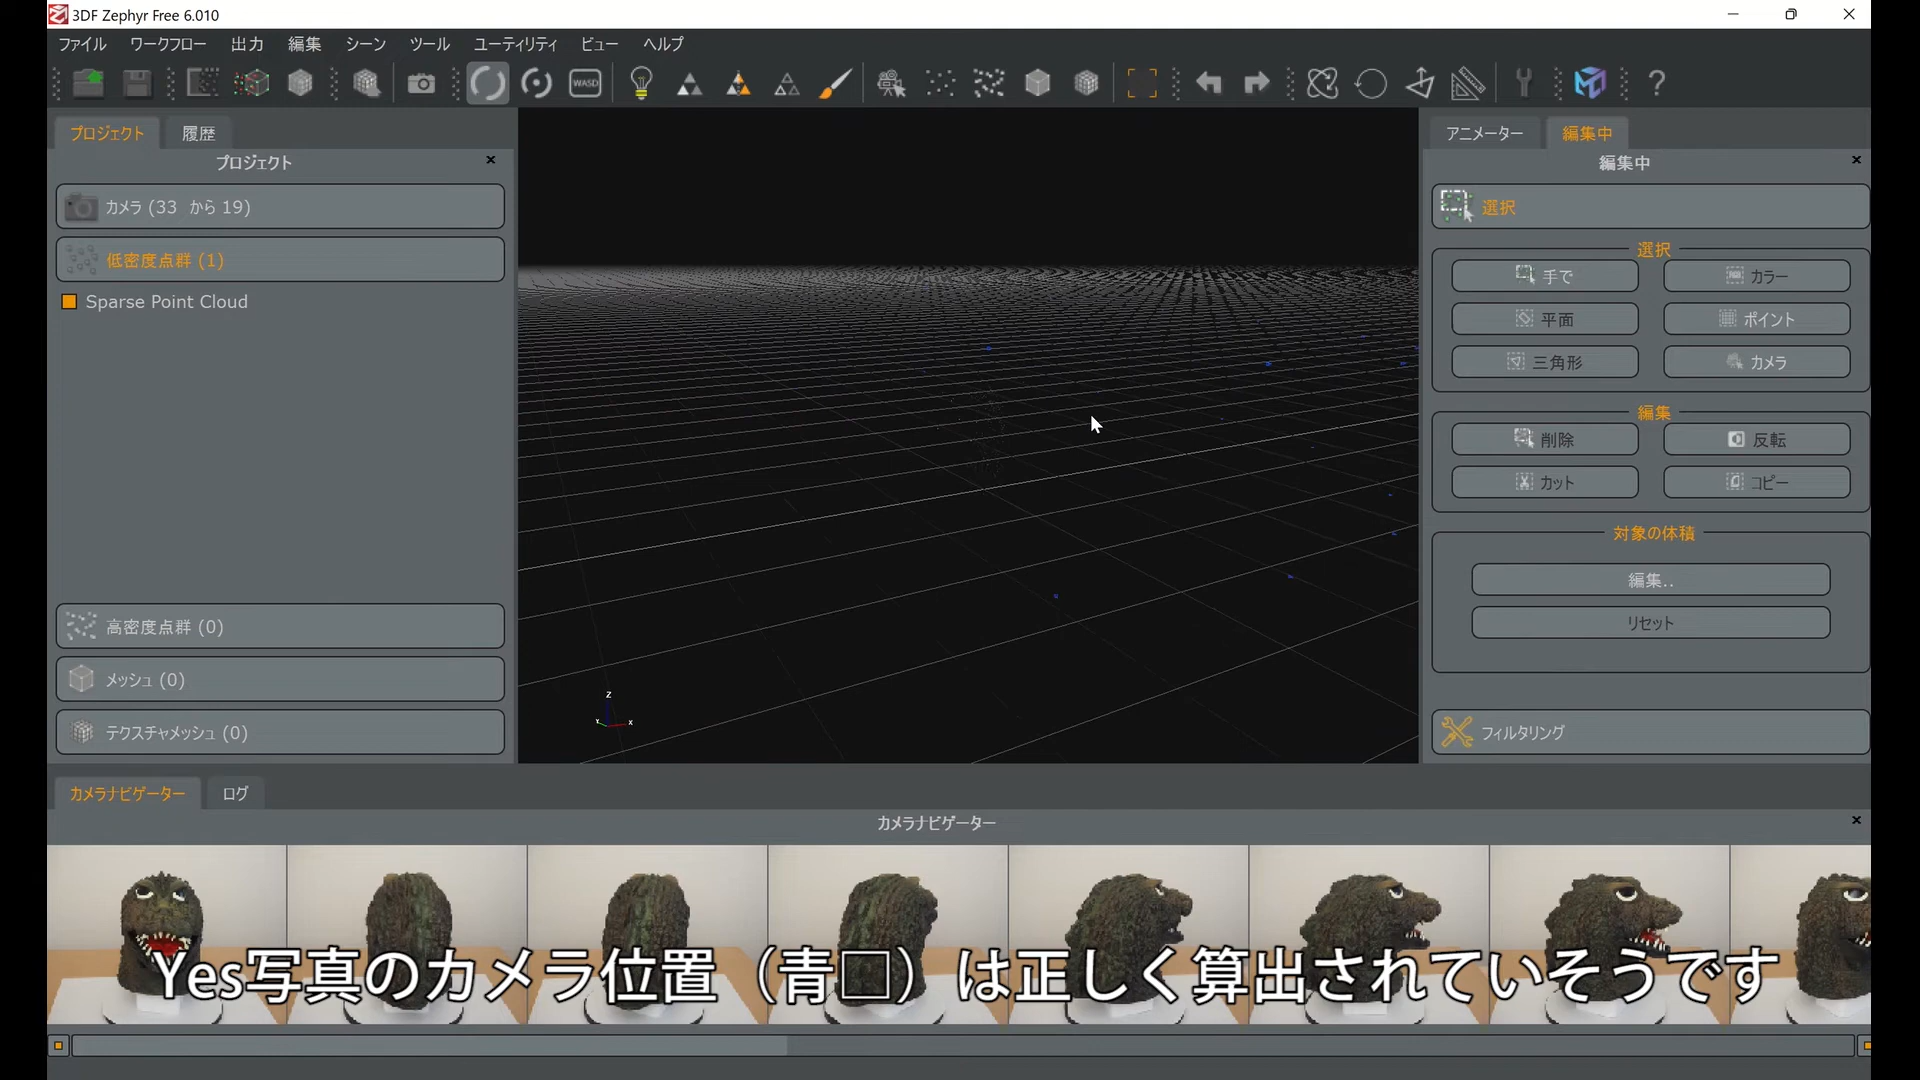 3DF Zephyr Free 6.010
ファイル ワークフロー 出力 編集 シーン ツール ユーティリティ ビュー ヘルプ
WASD
?
プロジェクト 履歴
プロジェクト
カメラ (33 から 19)
低密度点群 (1)
Sparse Point Cloud
高密度点群 (0)
メッシュ (0)
テクスチャメッシュ (0)
Z
Y X
アニメーター 編集中
編集中
選択
選択
手で カラー
平面 ポイント
三角形 カメラ
編集
削除 反転
カット コピー
対象の体積
編集..
リセット
フィルタリング
カメラナビゲーター ログ
カメラナビゲーター
Yes写真のカメラ位置（青□）は正しく算出されていそうです